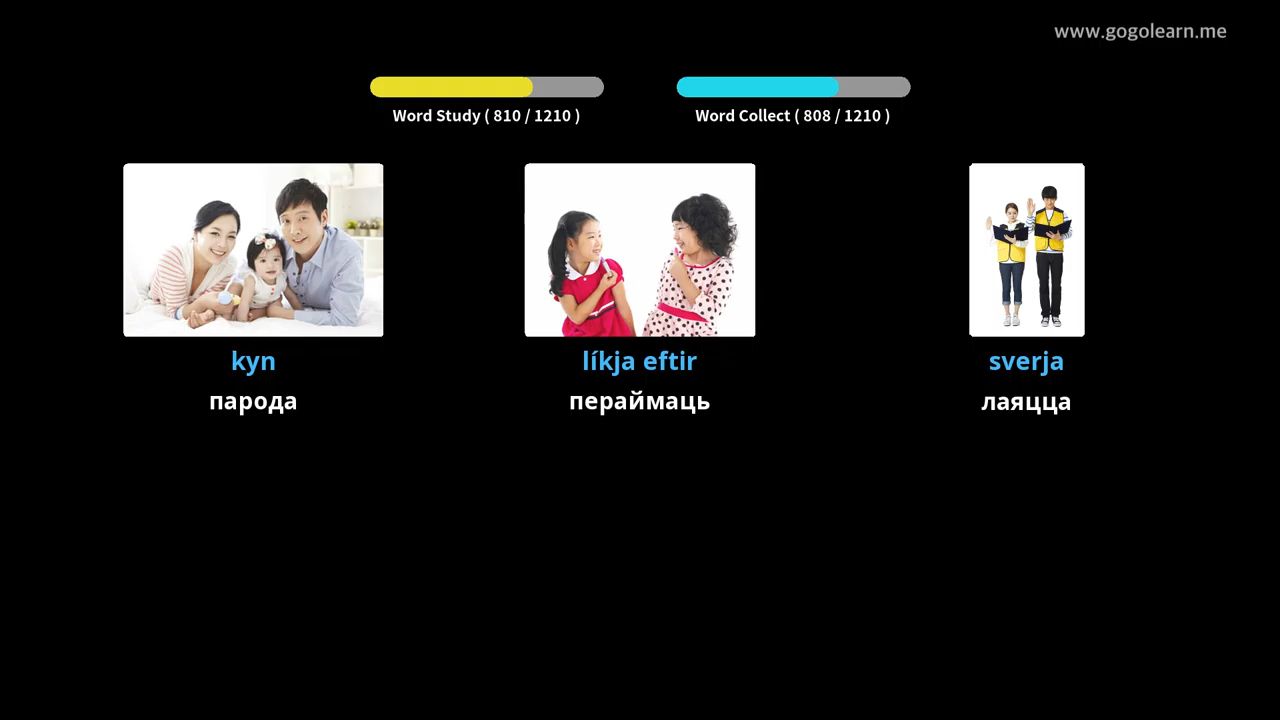 www.gogolearn.me
Word Study ( 810 / 1210 )
Word Collect ( 808 / 1210 )
kyn
парода
líkja eftir
пераймаць
sverja
лаяцца